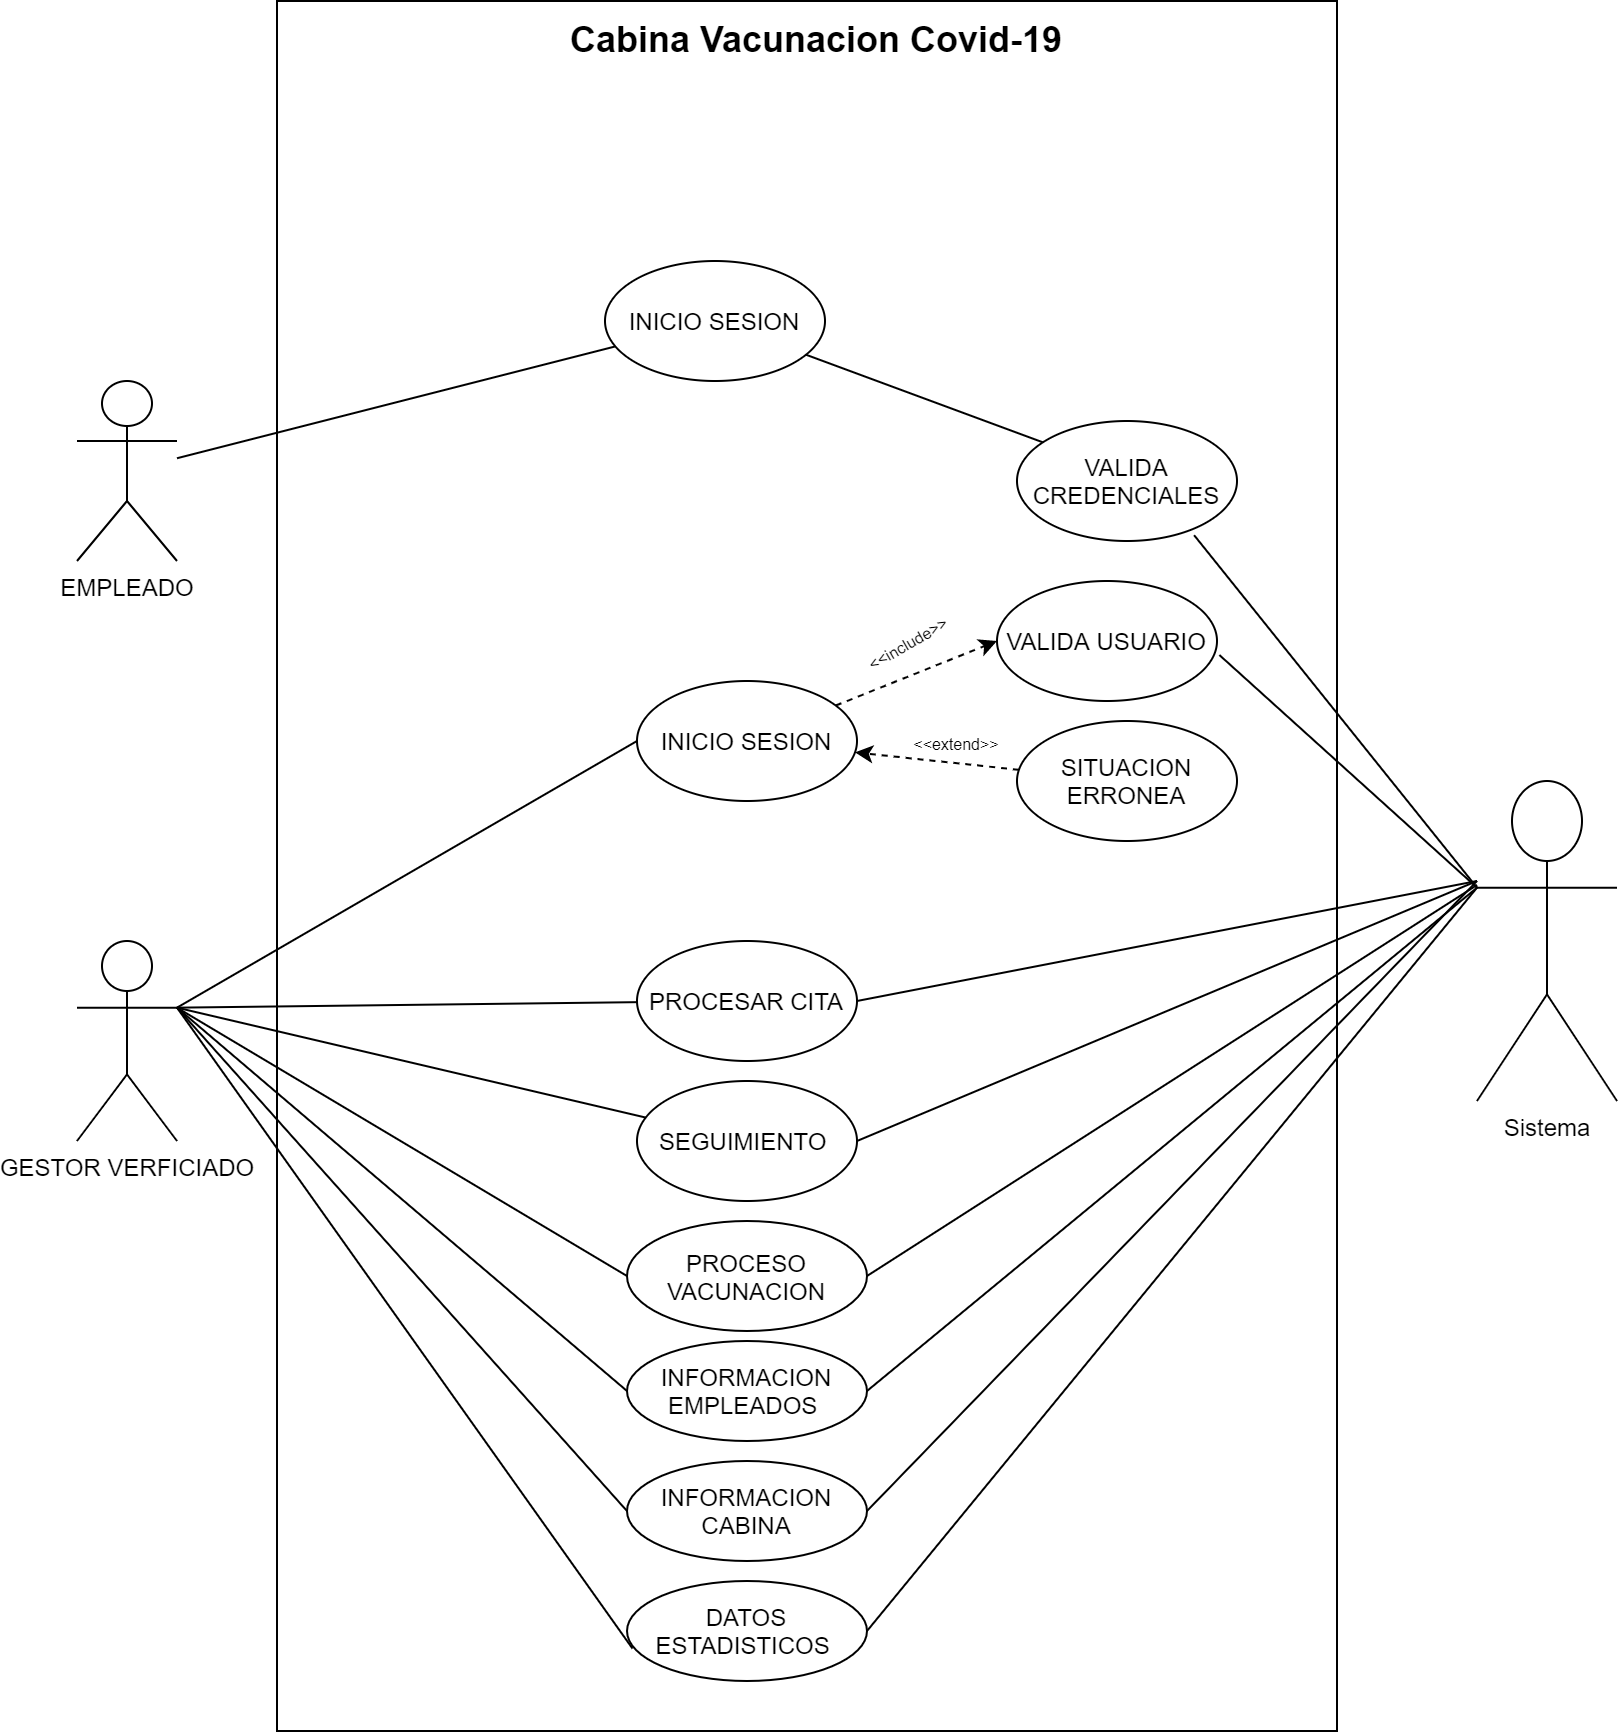 Cabina Vacunacion Covid-19
INICIO SESION
VALIDA
CREDENCIALES
EMPLEADO
<<include>>
VALIDA USUARIO
INICIO SESION
<<extend>>
SITUACION
ERRONEA
PROCESAR CITA
Sistema
SEGUIMIENTO
GESTOR VERFICIADO
PROCESO
VACUNACION
INFORMACION
EMPLEADOS
INFORMACION
CABINA
DATOS
ESTADISTICOS